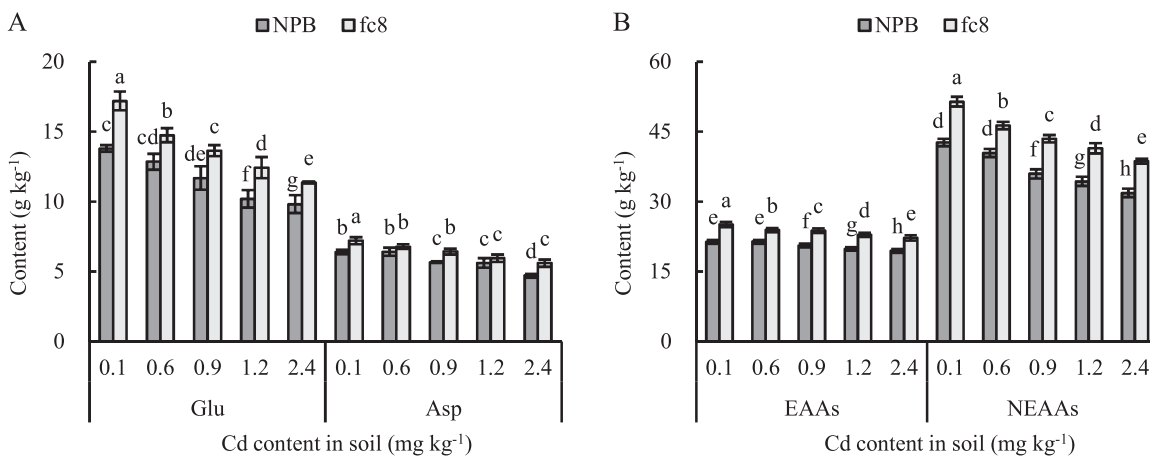 A
NPB fc8
20
15
10
5
0
Content (g kg-1)
c a cd b de c f d g e b a b b c b c c d c
0.1 0.6 0.9 1.2 2.4 0.1 0.6 0.9 1.2 2.4
Glu Asp
Cd content in soil (mg kg-1)
B
NPB fc8
60
45
30
15
0
Content (g kg-1)
e a e b f c g d h e d a d b f c g d h e
0.1 0.6 0.9 1.2 2.4 0.1 0.6 0.9 1.2 2.4
EAAs NEAAs
Cd content in soil (mg kg-1)